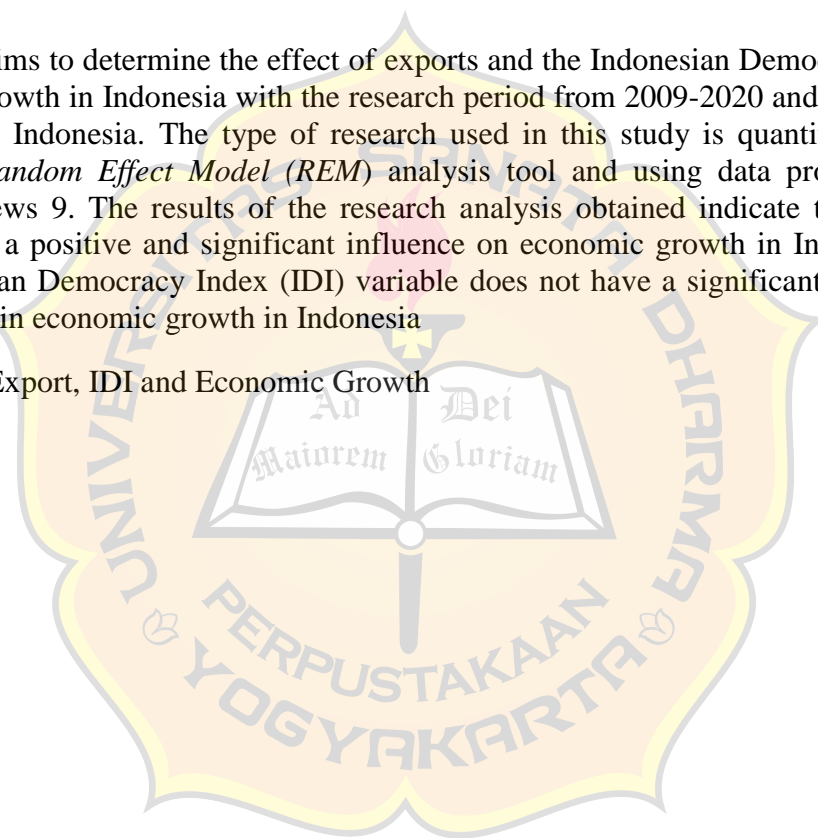 ims to determine the effect of exports and the Indonesian Democ
owth in Indonesia with the research period from 2009-2020 and
Indonesia. The type of research used in this study is quanti
andom Effect Model (REM) analysis tool and using data pro
ews 9. The results of the research analysis obtained indicate t
a positive and significant influence on economic growth in In
an Democracy Index (IDI) variable does not have a significant
in economic growth in Indonesia
Export, IDI and Economic Growth
UNIVERSITAS SANATA DHARMA
Ad Dei
Maiorem Gloriam
PERPUSTAKAAN
YOGYAKARTA